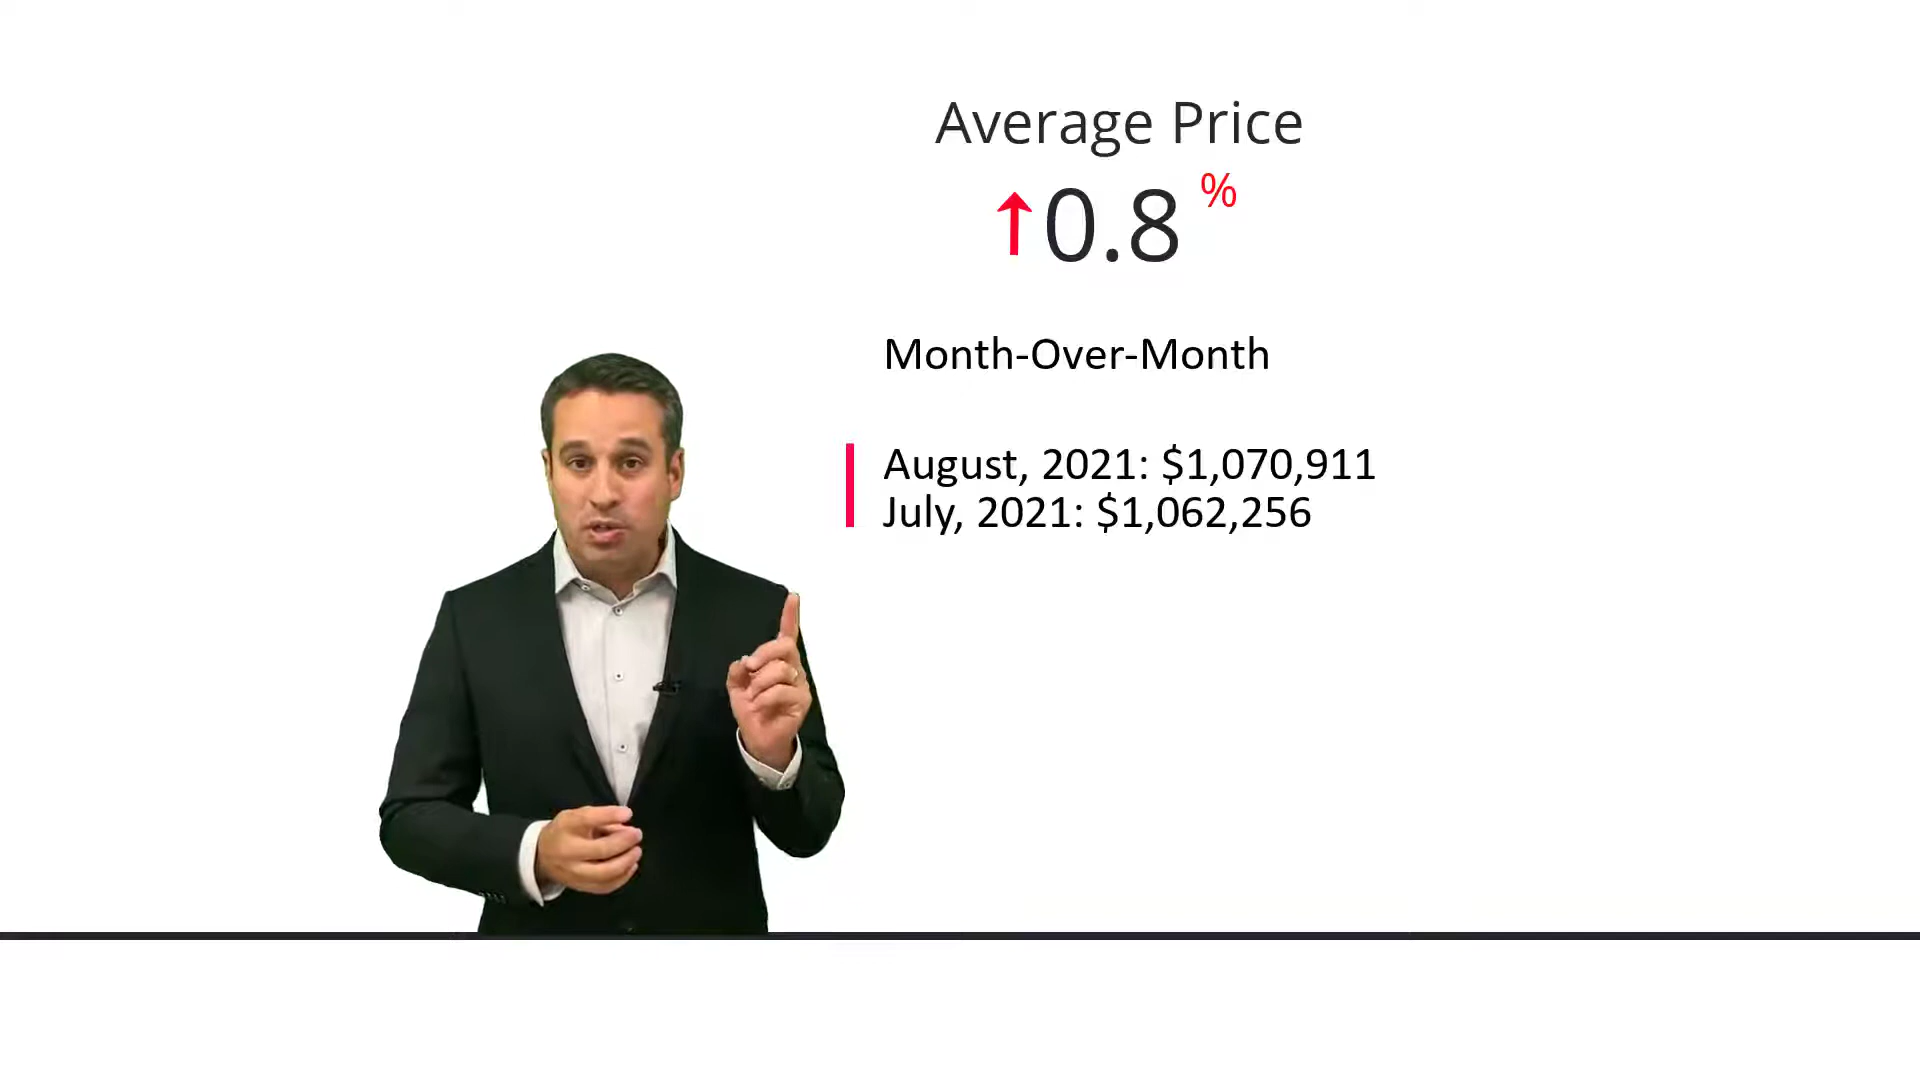 Average Price
↑0.8 %
Month-Over-Month
August, 2021: $1,070,911
July, 2021: $1,062,256